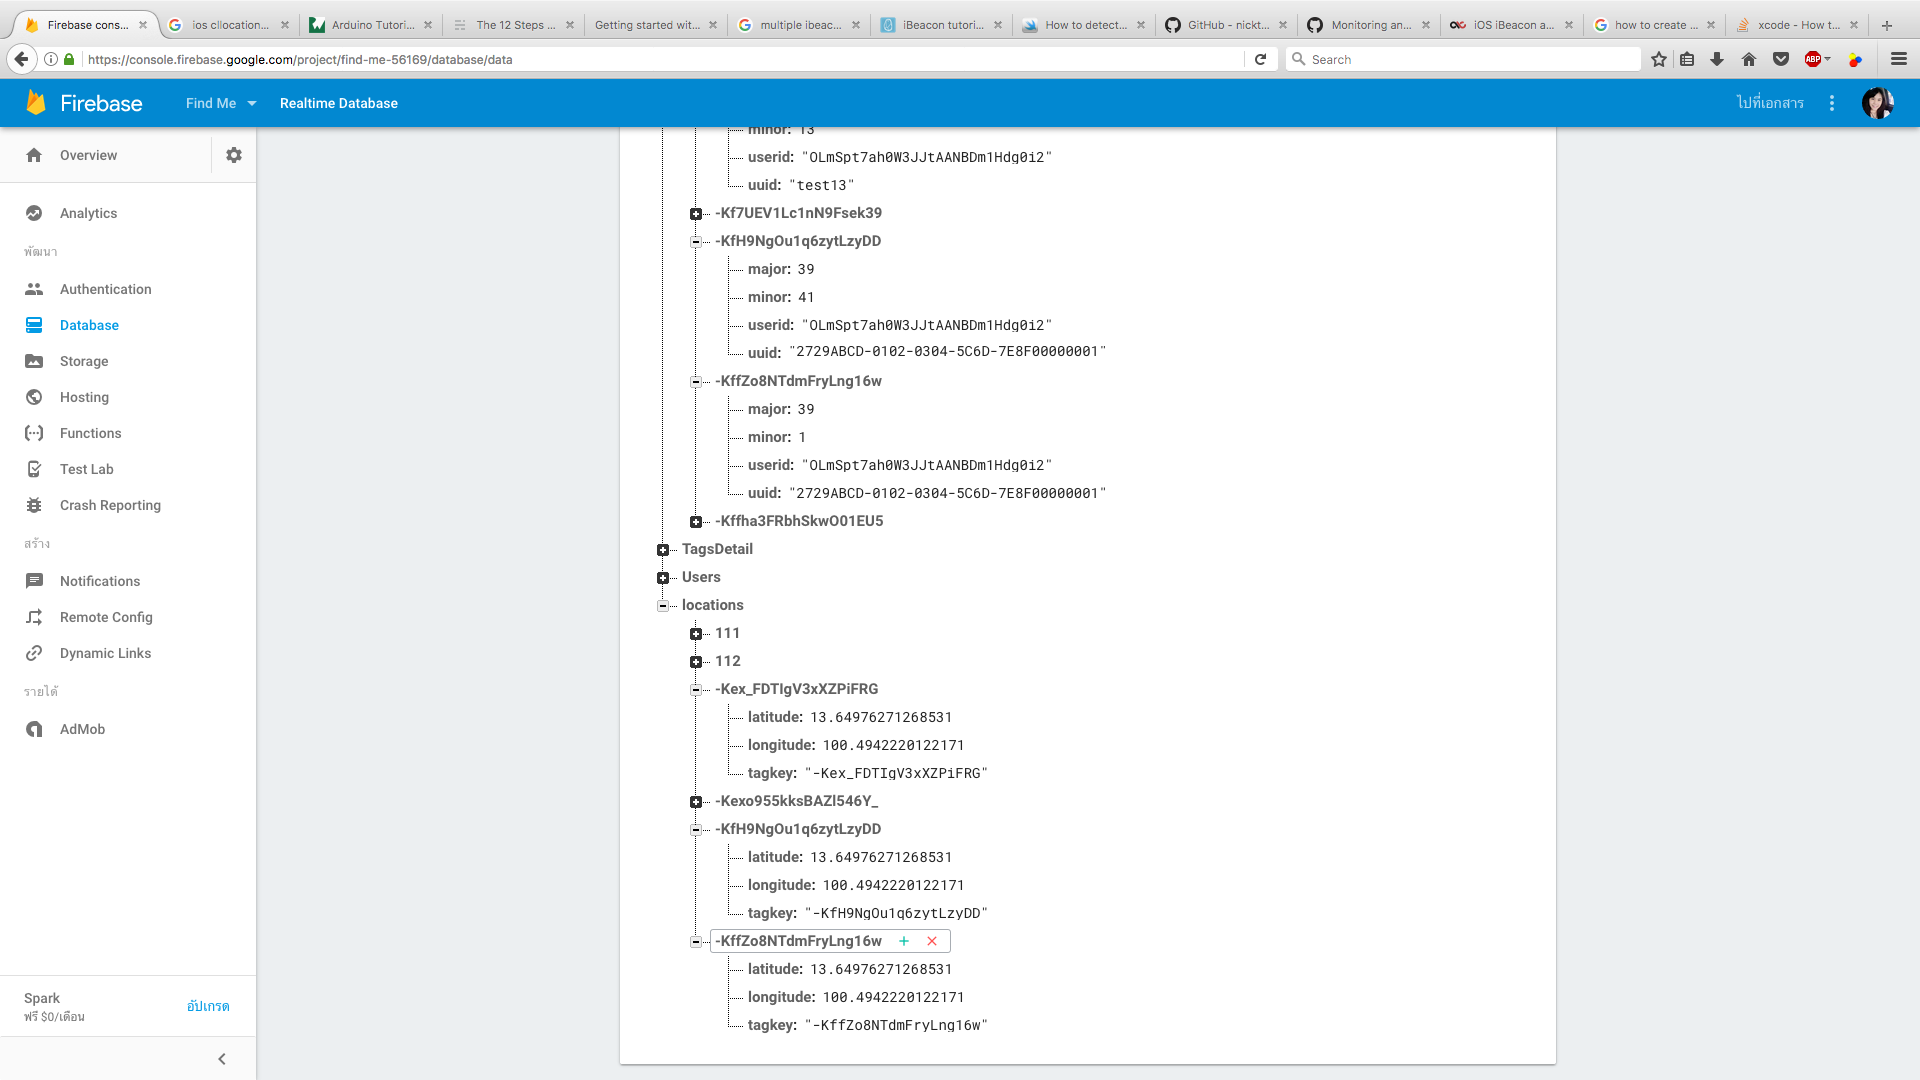 Firebase cons...
ios cllocation...
Arduino Tutori...
The 12 Steps ...
Getting started wit...
multiple ibeac...
iBeacon tutori...
How to detect...
GitHub - nickt...
Monitoring an...
iOS iBeacon a...
how to create ...
xcode - How t...
https://console.firebase.google.com/project/find-me-56169/database/data
Search
ABP
Firebase
Find Me
Realtime Database
ไปที่เอกสาร
Overview
Analytics
พัฒนา
Authentication
Database
Storage
Hosting
Functions
Test Lab
Crash Reporting
สร้าง
Notifications
Remote Config
Dynamic Links
รายได้
AdMob
Spark
ฟรี $0/เดือน
อัปเกรด
minor: 13
userid: "OLmSpt7ah0W3JJtAANBDm1Hdg0i2"
uuid: "test13"
-Kf7UEV1Lc1nN9Fsek39
-KfH9NgOu1q6zytLzyDD
major: 39
minor: 41
userid: "OLmSpt7ah0W3JJtAANBDm1Hdg0i2"
uuid: "2729ABCD-0102-0304-5C6D-7E8F00000001"
-KffZo8NTdmFryLng16w
major: 39
minor: 1
userid: "OLmSpt7ah0W3JJtAANBDm1Hdg0i2"
uuid: "2729ABCD-0102-0304-5C6D-7E8F00000001"
-Kffha3FRbhSkwO01EU5
TagsDetail
Users
locations
111
112
-Kex_FDTIgV3xXZPiFRG
latitude: 13.64976271268531
longitude: 100.4942220122171
tagkey: "-Kex_FDTIgV3xXZPiFRG"
-Kexo955kksBAZl546Y_
-KfH9NgOu1q6zytLzyDD
latitude: 13.64976271268531
longitude: 100.4942220122171
tagkey: "-KfH9NgOu1q6zytLzyDD"
-KffZo8NTdmFryLng16w
latitude: 13.64976271268531
longitude: 100.4942220122171
tagkey: "-KffZo8NTdmFryLng16w"